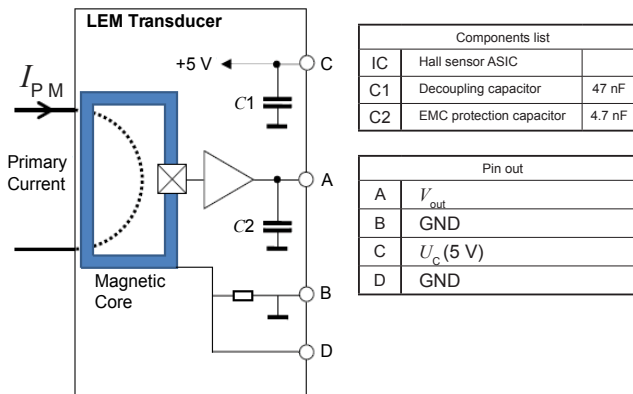 LEM Transducer
C
+5 V
I P M
C1
Primary
Current
A
C2
Magnetic
Core
B
D
Components list
IC Hall sensor ASIC
C1 Decoupling capacitor 47 nF
C2 EMC protection capacitor 4.7 nF
Pin out
A V out
B GND
C U C (5 V)
D GND